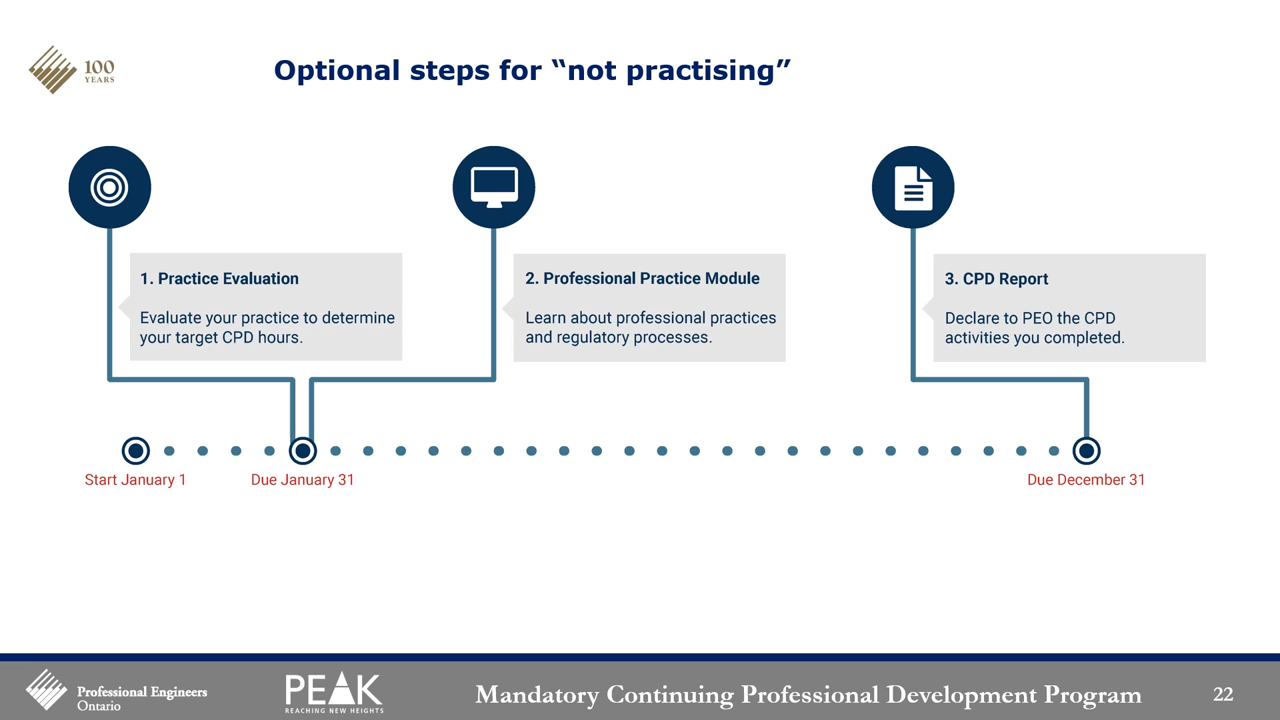 100
YEARS
Optional steps for “not practising”
1. Practice Evaluation
Evaluate your practice to determine
your target CPD hours.
2. Professional Practice Module
Learn about professional practices
and regulatory processes.
3. CPD Report
Declare to PEO the CPD
activities you completed.
Start January 1
Due January 31
Due December 31
Professional Engineers
Ontario
PEAK
REACHING NEW HEIGHTS
Mandatory Continuing Professional Development Program
22